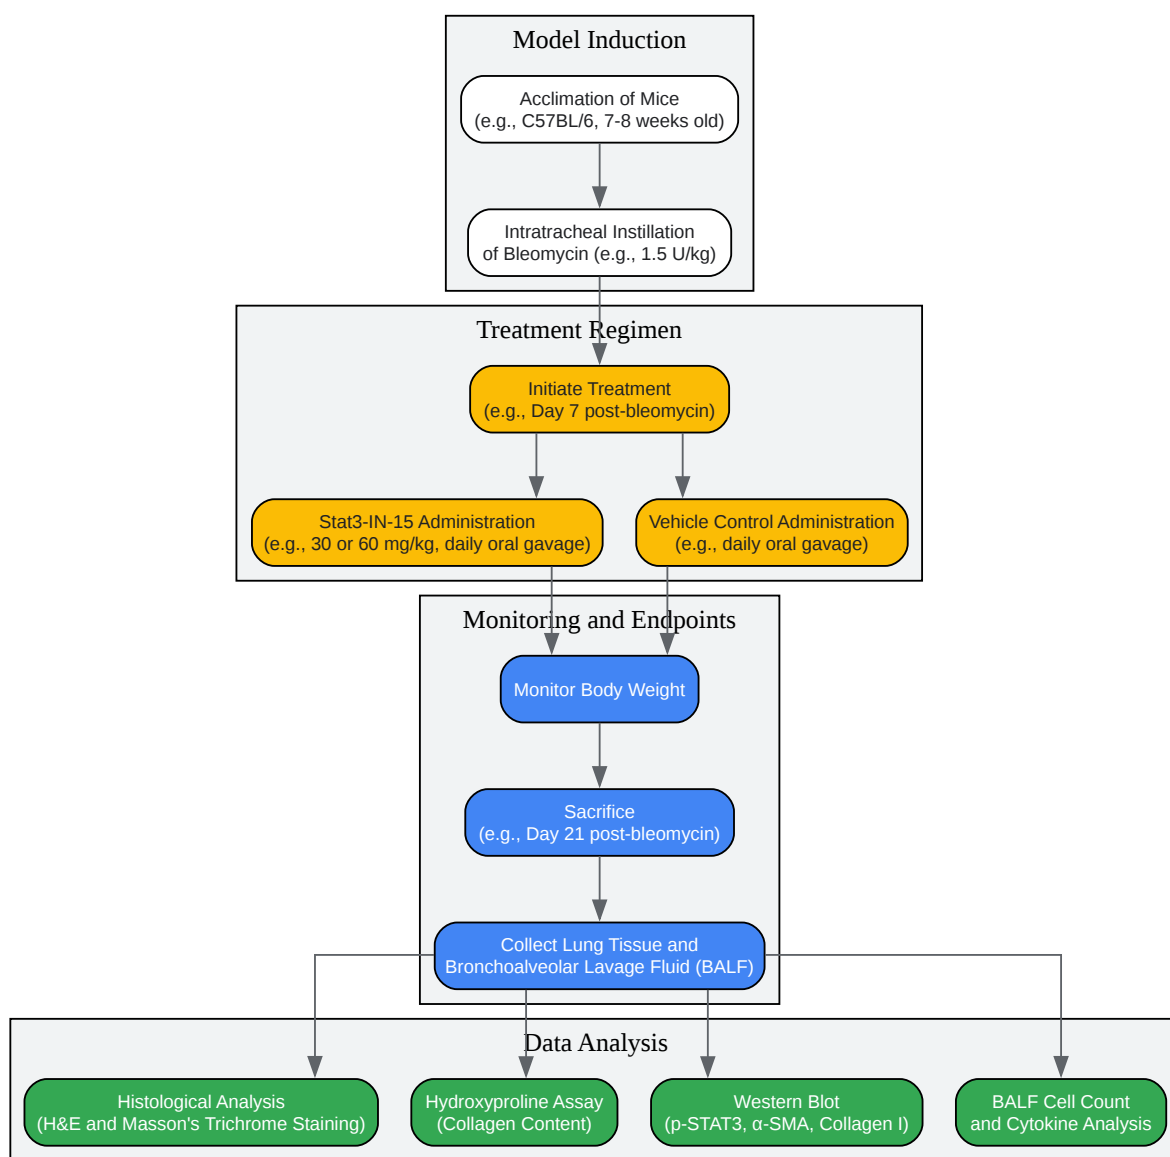 Model Induction
Acclimation of Mice
(e.g., C57BL/6, 7-8 weeks old)
Intratracheal Instillation
of Bleomycin (e.g., 1.5 U/kg)
Treatment Regimen
Initiate Treatment
(e.g., Day 7 post-bleomycin)
Stat3-IN-15 Administration
(e.g., 30 or 60 mg/kg, daily oral gavage)
Vehicle Control Administration
(e.g., daily oral gavage)
Monitoring and Endpoints
Monitor Body Weight
Sacrifice
(e.g., Day 21 post-bleomycin)
Collect Lung Tissue and
Bronchoalveolar Lavage Fluid (BALF)
Data Analysis
Histological Analysis
(H&E and Masson's Trichrome Staining)
Hydroxyproline Assay
(Collagen Content)
Western Blot
(p-STAT3, α-SMA, Collagen I)
BALF Cell Count
and Cytokine Analysis